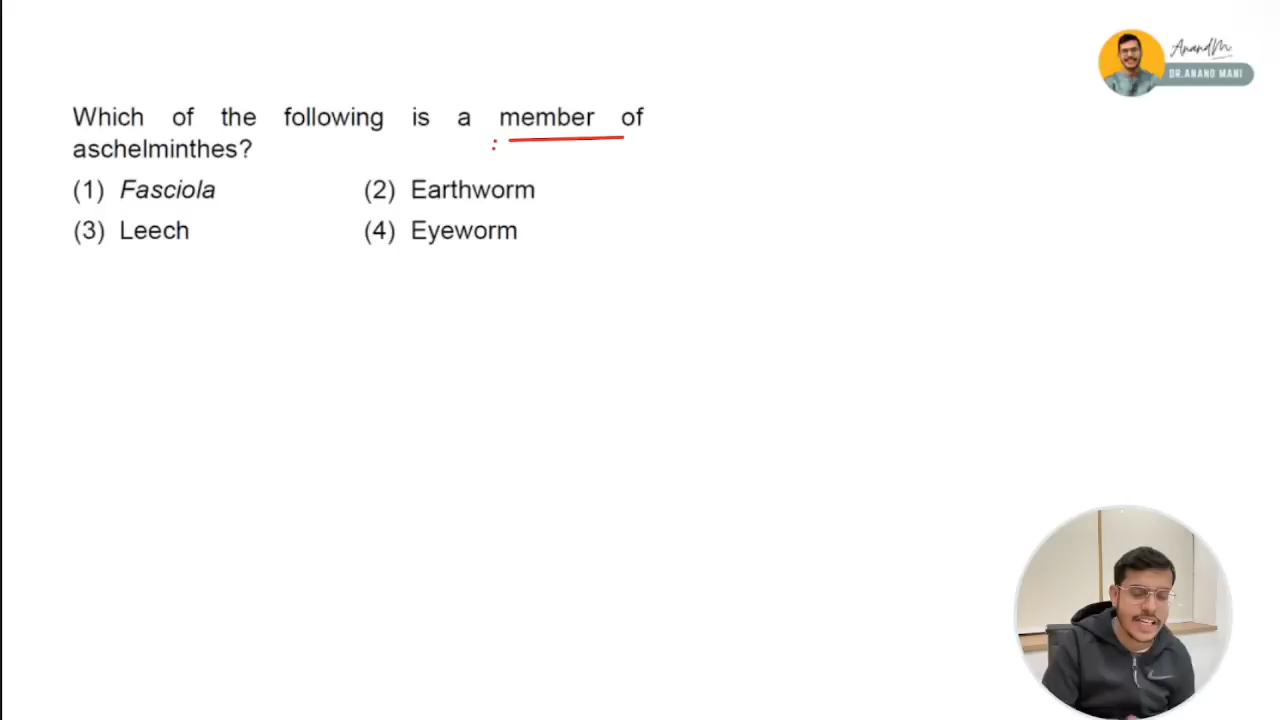 AnandM.
DR.ANAND MANI
Which of the following is a member of
aschelminthes?
(1) Fasciola (2) Earthworm
(3) Leech (4) Eyeworm